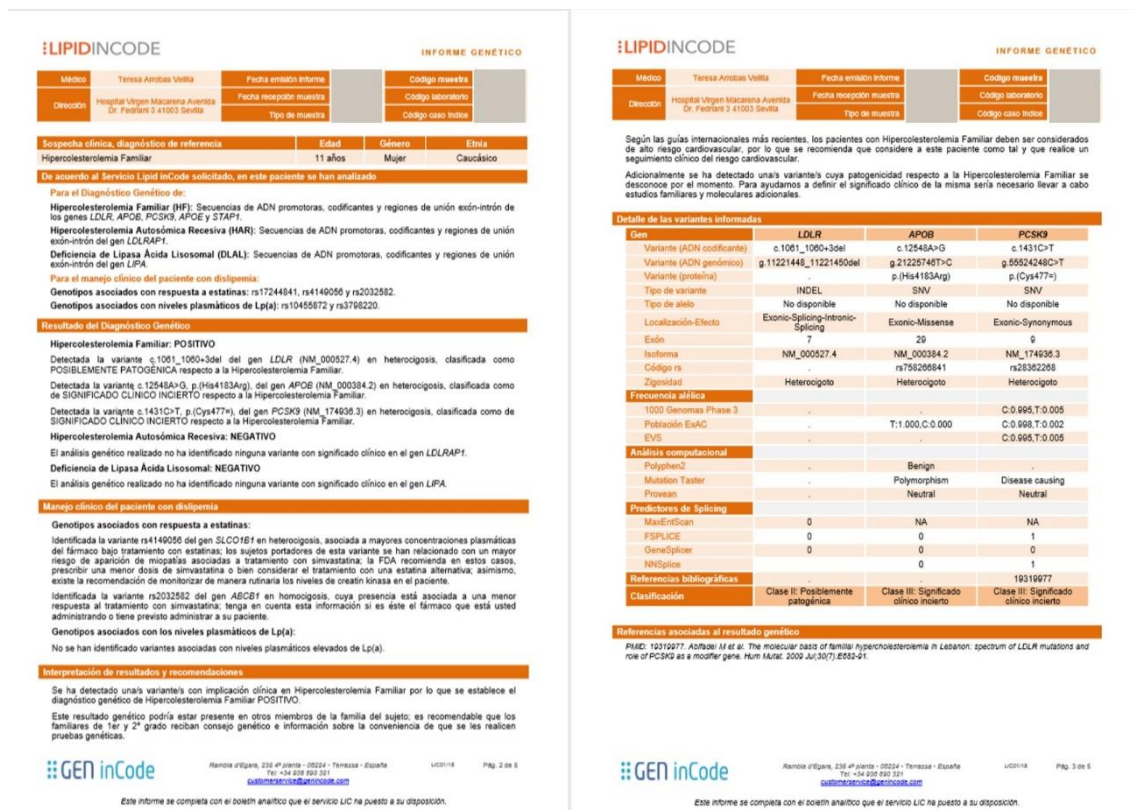 LIPIDINCODE
INFORME GENÉTICO
Médico Teresa Arrobas Velilla Fecha emisión informe Código muestra
Dirección Hospital Virgen Macarena Avenida Dr. Fedriani 3 41003 Sevilla Fecha recepción muestra Código laboratorio
Tipo de muestra Código caso índice
Sospecha clínica, diagnóstico de referencia Edad Género Etnia
Hipercolesterolemia Familiar 11 años Mujer Caucásico
De acuerdo al Servicio Lipid inCode solicitado, en este paciente se han analizado
Para el Diagnóstico Genético de:
Hipercolesterolemia Familiar (HF): Secuencias de ADN promotoras, codificantes y regiones de unión exón-intrón de
los genes LDLR, APOB, PCSK9, APOE y STAP1.
Hipercolesterolemia Autosómica Recesiva (HAR): Secuencias de ADN promotoras, codificantes y regiones de unión
exón-intrón del gen LDLRAP1.
Deficiencia de Lipasa Ácida Lisosomal (DLAL): Secuencias de ADN promotoras, codificantes y regiones de unión
exón-intrón del gen LIPA.
Para el manejo clínico del paciente con dislipemia:
Genotipos asociados con respuesta a estatinas: rs17244841, rs4149056 y rs2032582.
Genotipos asociados con niveles plasmáticos de Lp(a): rs10455872 y rs3798220.
Resultado del Diagnóstico Genético
Hipercolesterolemia Familiar: POSITIVO
Detectada la variante c.1061_1060+3del del gen LDLR (NM_000527.4) en heterocigosis, clasificada como
POSIBLEMENTE PATOGÉNICA respecto a la Hipercolesterolemia Familiar.
Detectada la variante c.12548A>G, p.(His4183Arg), del gen APOB (NM_000384.2) en heterocigosis, clasificada como
de SIGNIFICADO CLÍNICO INCIERTO respecto a la Hipercolesterolemia Familiar.
Detectada la variante c.1431C>T, p.(Cys477=), del gen PCSK9 (NM_174936.3) en heterocigosis, clasificada como de
SIGNIFICADO CLÍNICO INCIERTO respecto a la Hipercolesterolemia Familiar.
Hipercolesterolemia Autosómica Recesiva: NEGATIVO
El análisis genético realizado no ha identificado ninguna variante con significado clínico en el gen LDLRAP1.
Deficiencia de Lipasa Ácida Lisosomal: NEGATIVO
El análisis genético realizado no ha identificado ninguna variante con significado clínico en el gen LIPA.
Manejo clínico del paciente con dislipemia
Genotipos asociados con respuesta a estatinas:
Identificada la variante rs4149056 del gen SLCO1B1 en heterocigosis, asociada a mayores concentraciones plasmáticas
del fármaco bajo tratamiento con estatinas; los sujetos portadores de esta variante se han relacionado con un mayor
riesgo de aparición de miopatías asociadas a tratamiento con simvastatina; la FDA recomienda en estos casos,
prescribir una menor dosis de simvastatina o bien considerar el tratamiento con una estatina alternativa; asimismo,
existe la recomendación de monitorizar de manera rutinaria los niveles de creatin kinasa en el paciente.
Identificada la variante rs2032582 del gen ABCB1 en homocigosis, cuya presencia está asociada a una menor
respuesta al tratamiento con simvastatina; tenga en cuenta esta información si es éste el fármaco que está usted
administrando o tiene previsto administrar a su paciente.
Genotipos asociados con los niveles plasmáticos de Lp(a):
No se han identificado variantes asociadas con niveles plasmáticos elevados de Lp(a).
Interpretación de resultados y recomendaciones
Se ha detectado una/s variante/s con implicación clínica en Hipercolesterolemia Familiar por lo que se establece el
diagnóstico genético de Hipercolesterolemia Familiar POSITIVO.
Este resultado genético podría estar presente en otros miembros de la familia del sujeto; es recomendable que los
familiares de 1er y 2º grado reciban consejo genético e información sobre la conveniencia de que se les realicen
pruebas genéticas.
GEN inCode
Rambla d'Egara, 235 4ª planta - 08224 - Terrassa - España
Tel: +34 938 890 321
customerservice@genincode.com
LIC01/18 Pág. 2 de 5
Este informe se completa con el boletín analítico que el servicio LIC ha puesto a su disposición.
LIPIDINCODE
INFORME GENÉTICO
Médico Teresa Arrobas Velilla Fecha emisión informe Código muestra
Dirección Hospital Virgen Macarena Avenida Dr. Fedriani 3 41003 Sevilla Fecha recepción muestra Código laboratorio
Tipo de muestra Código caso índice
Según las guías internacionales más recientes, los pacientes con Hipercolesterolemia Familiar deben ser considerados
de alto riesgo cardiovascular, por lo que se recomienda que considere a este paciente como tal y que realice un
seguimiento clínico del riesgo cardiovascular.
Adicionalmente se ha detectado una/s variante/s cuya patogenicidad respecto a la Hipercolesterolemia Familiar se
desconoce por el momento. Para ayudarnos a definir el significado clínico de la misma sería necesario llevar a cabo
estudios familiares y moleculares adicionales.
Detalle de las variantes informadas
Gen LDLR APOB PCSK9
Variante (ADN codificante) c.1061_1060+3del c.12548A>G c.1431C>T
Variante (ADN genómico) g.11221448_11221450del g.21225746T>C g.55524248C>T
Variante (proteína) . p.(His4183Arg) p.(Cys477=)
Tipo de variante INDEL SNV SNV
Tipo de alelo No disponible No disponible No disponible
Localización-Efecto Exonic-Splicing-Intronic-Splicing Exonic-Missense Exonic-Synonymous
Exón 7 29 9
Isoforma NM_000527.4 NM_000384.2 NM_174936.3
Código rs . rs758266841 rs28362268
Zigosidad Heterocigoto Heterocigoto Heterocigoto
Frecuencia alélica
1000 Genomas Phase 3 . . C:0.995,T:0.005
Población ExAC . T:1.000,C:0.000 C:0.998,T:0.002
EVS . . C:0.995,T:0.005
Análisis computacional
Polyphen2 . Benign .
Mutation Taster . Polymorphism Disease causing
Provean . Neutral Neutral
Predictores de Splicing
MaxEntScan 0 NA NA
FSPLICE 0 0 1
GeneSplicer 0 0 0
NNSplice 0 1
Referencias bibliográficas . . 19319977
Clasificación Clase II: Posiblemente patogénica Clase III: Significado clínico incierto Clase III: Significado clínico incierto
Referencias asociadas al resultado genético
PMID: 19319977. Abifadel M et al. The molecular basis of familial hypercholesterolemia in Lebanon: spectrum of LDLR mutations and
role of PCSK9 as a modifier gene. Hum Mutat. 2009 Jul;30(7):E682-91.
GEN inCode
Rambla d'Egara, 235 4ª planta - 08224 - Terrassa - España
Tel: +34 938 890 321
customerservice@genincode.com
LIC01/18 Pág. 3 de 5
Este informe se completa con el boletín analítico que el servicio LIC ha puesto a su disposición.